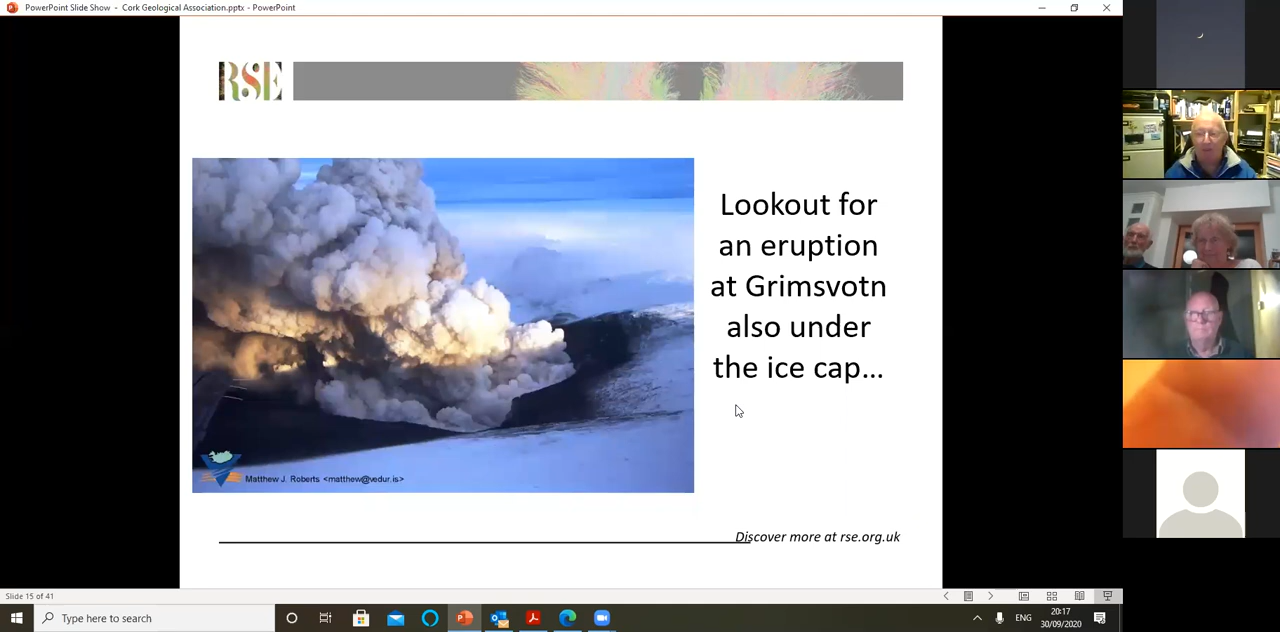 PowerPoint Slide Show - Cork Geological Association.pptx - PowerPoint
RSE
Lookout for
an eruption
at Grimsvotn
also under
the ice cap...
Matthew J. Roberts <matthew@vedur.is>
Discover more at rse.org.uk
Slide 15 of 41
Type here to search
ENG
20:17
30/09/2020